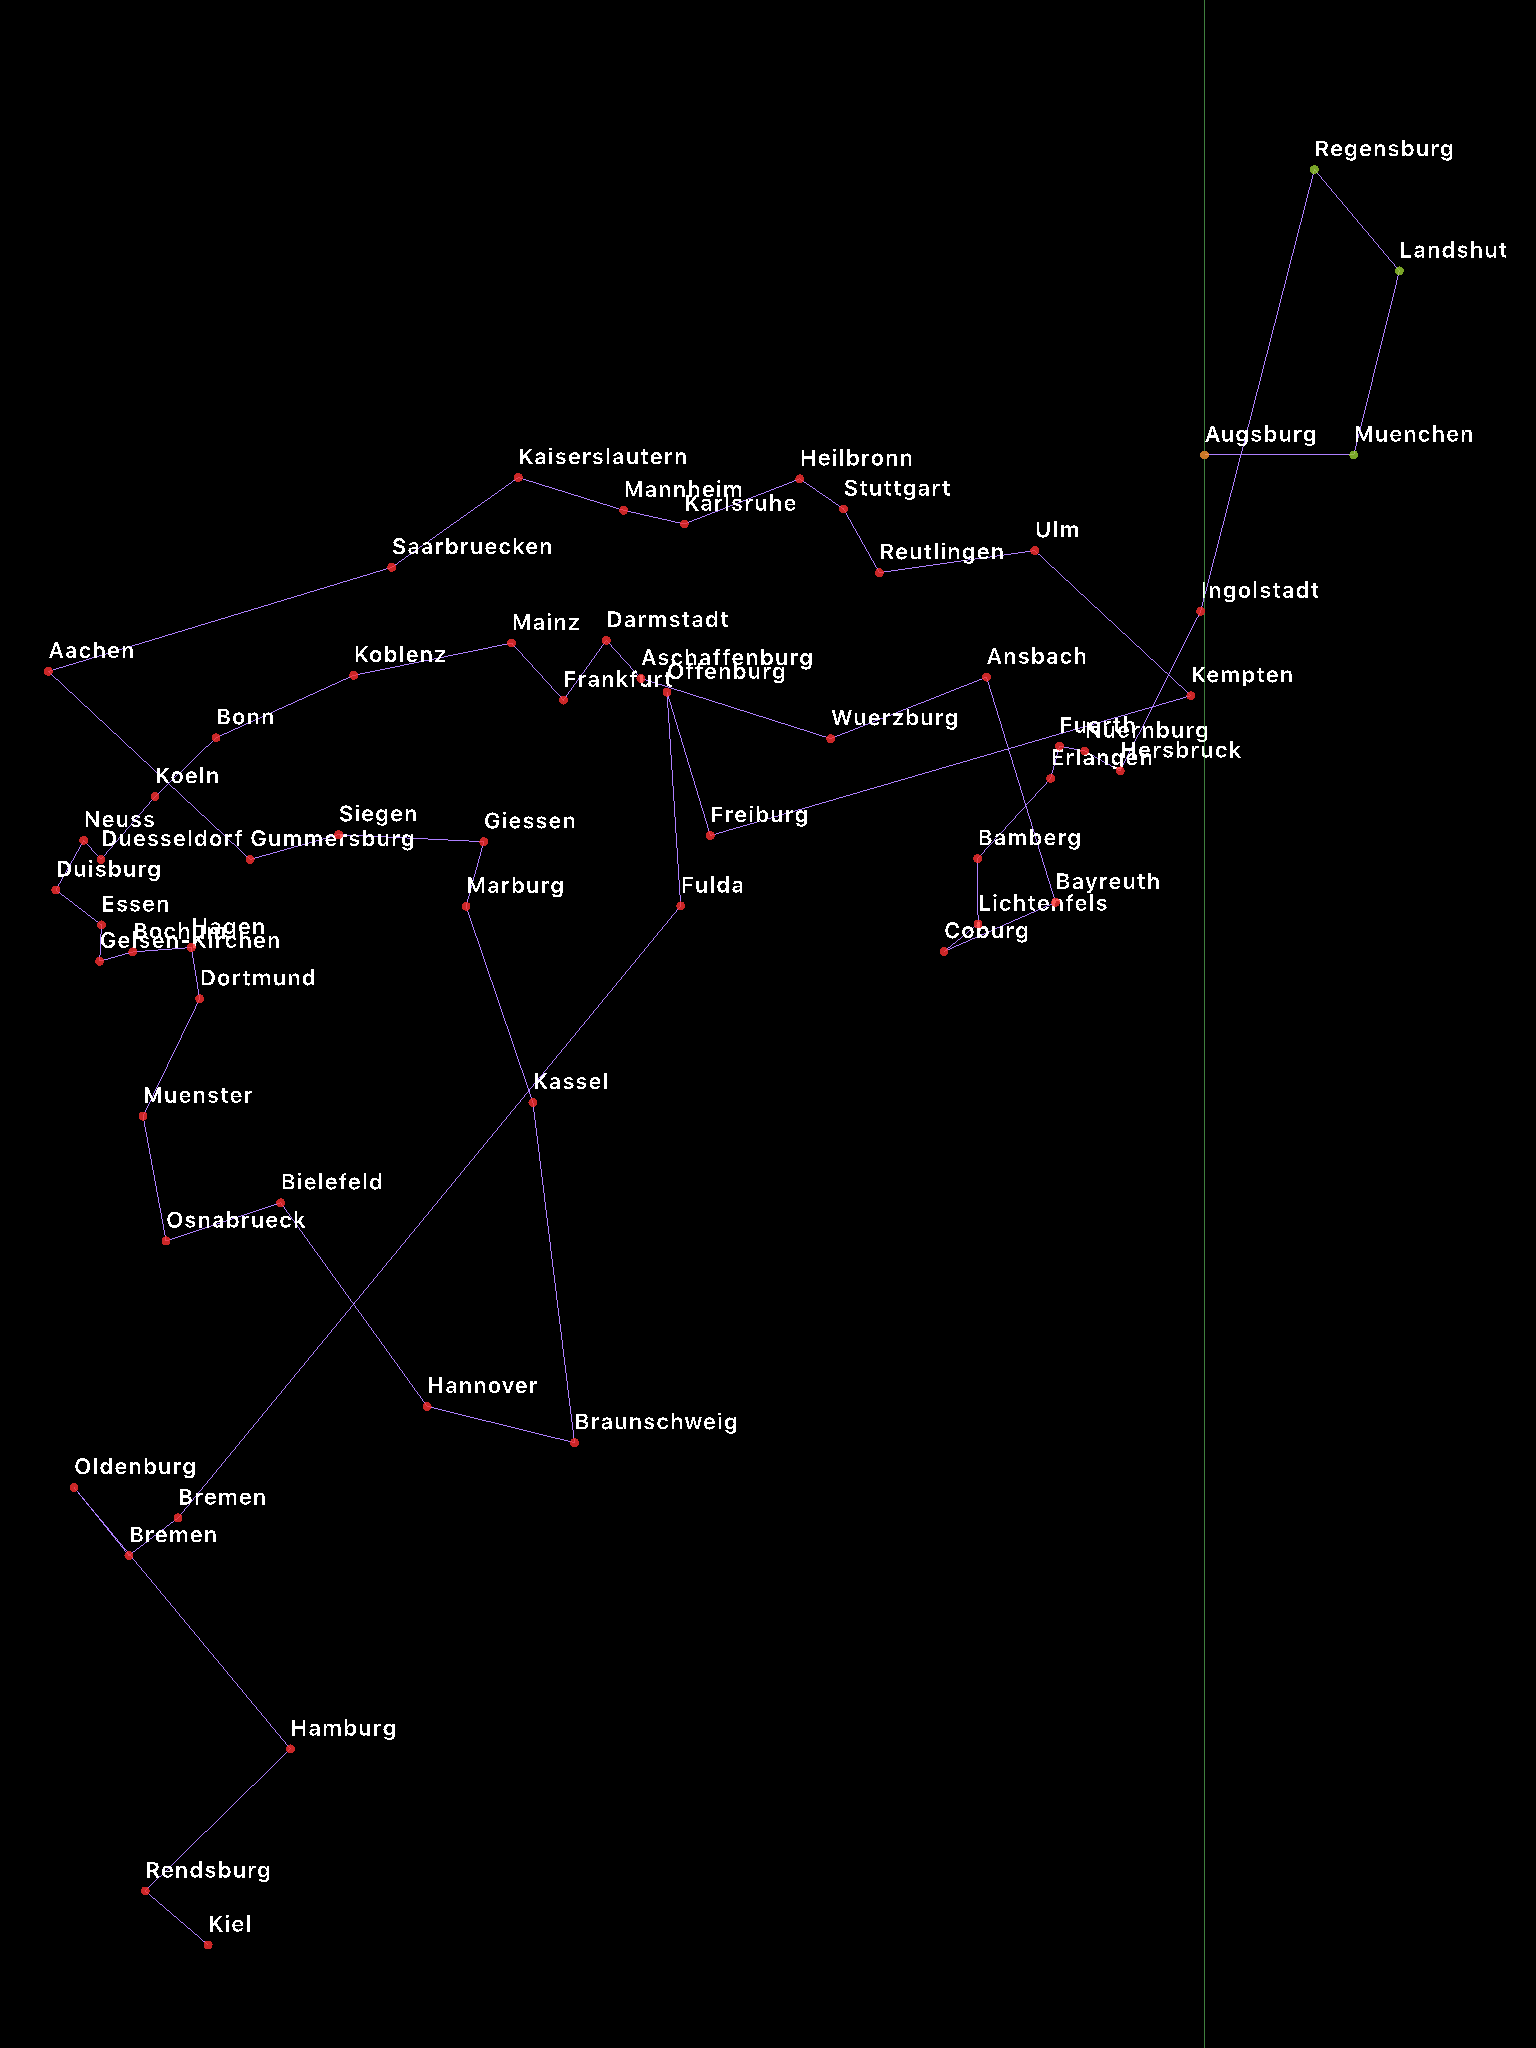 Regensburg
Landshut
Augsburg
Muenchen
Kaiserslautern
Heilbronn
Mannheim
Stuttgart
Karlsruhe
Ulm
Saarbruecken
Reutlingen
Ingolstadt
Mainz
Darmstadt
Aachen
Koblenz
Aschaffenburg
Ansbach
Offenburg
Frankfurt
Kempten
Bonn
Wuerzburg
Fuerth
Nuernburg
Hersbruck
Erlangen
Koeln
Siegen
Freiburg
Neuss
Giessen
Duesseldorf
Gummersburg
Bamberg
Duisburg
Marburg
Fulda
Bayreuth
Essen
Lichtenfels
Hagen
Bochum
Coburg
Gelsen-Kirchen
Dortmund
Kassel
Muenster
Bielefeld
Osnabrueck
Hannover
Braunschweig
Oldenburg
Bremen
Bremen
Hamburg
Rendsburg
Kiel